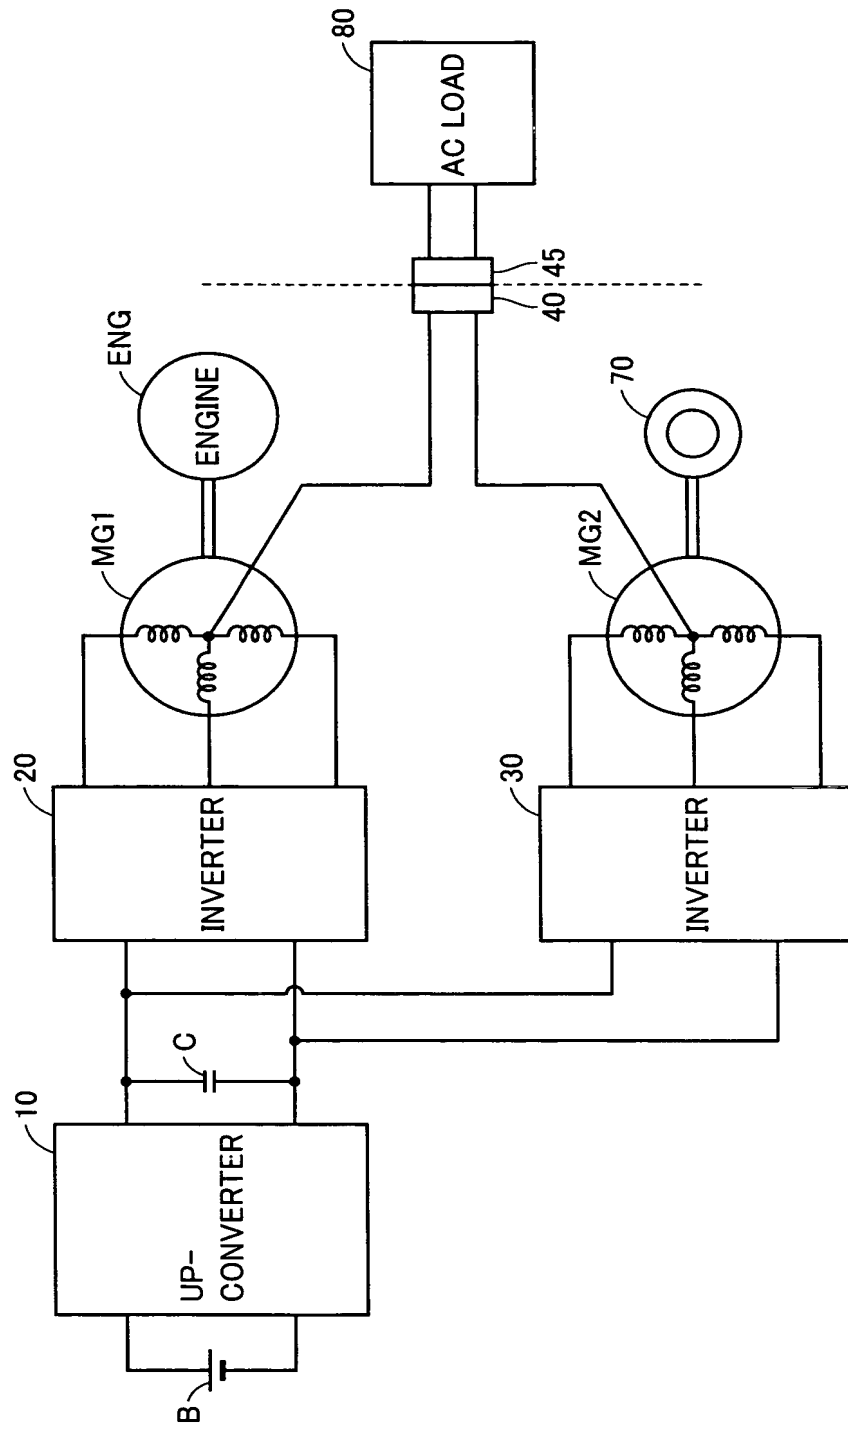 B
10
UP-
CONVERTER
C
20
INVERTER
MG1
ENG
ENGINE
30
INVERTER
MG2
70
40
45
80
AC LOAD